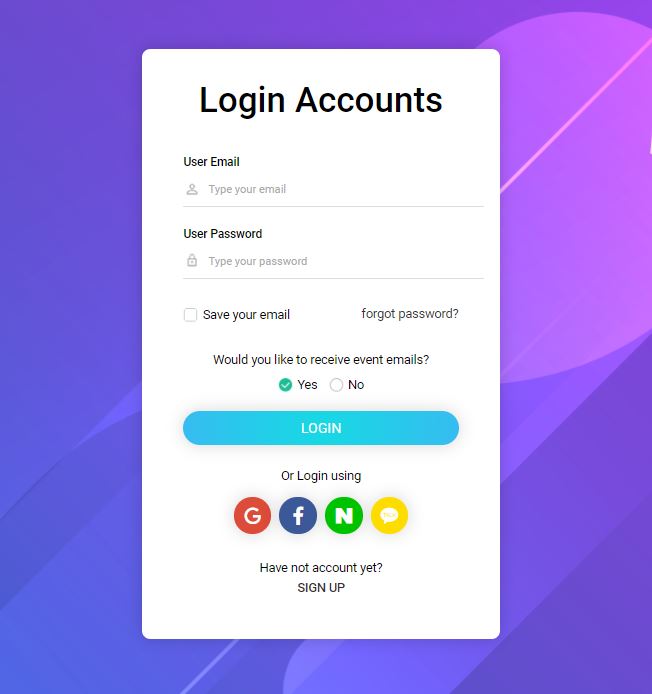 Login Accounts
User Email
Type your email
User Password
Type your password
Save your email forgot password?
Would you like to receive event emails?
Yes No
LOGIN
Or Login using
G f N
Have not account yet?
SIGN UP